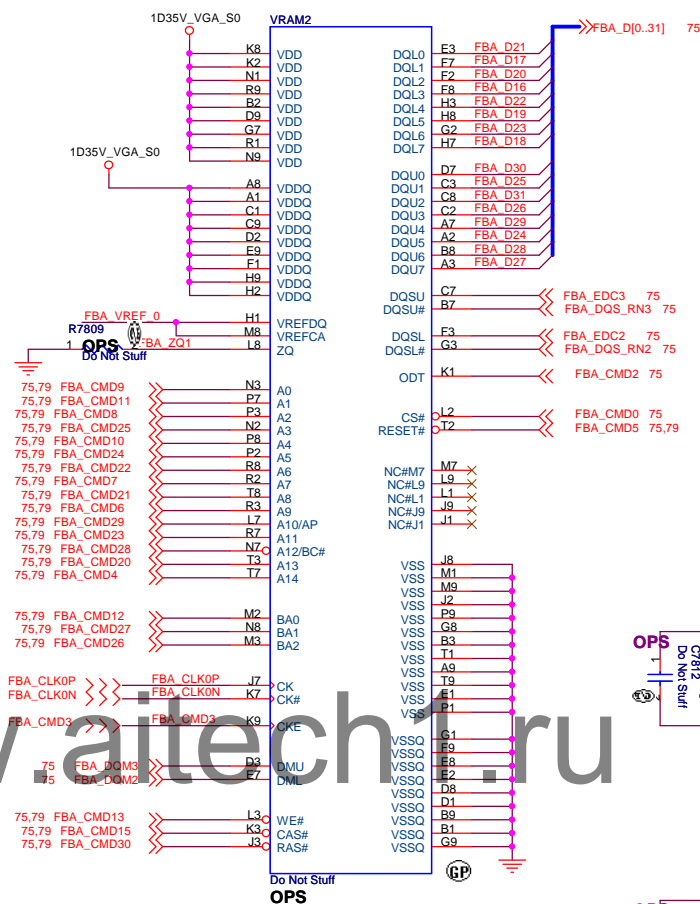 1D35V_VGA_S0 VRAM2 FBA_D[0..31] 75
K8 VDD DQL0 E3 FBA_D21
K2 VDD DQL1 F7 FBA_D17
N1 VDD DQL2 F2 FBA_D20
R9 VDD DQL3 F8 FBA_D16
B2 VDD DQL4 H3 FBA_D22
D9 VDD DQL5 H8 FBA_D19
G7 VDD DQL6 G2 FBA_D23
R1 VDD DQL7 H7 FBA_D18
N9 VDD
1D35V_VGA_S0
DQU0 D7 FBA_D30
A8 VDDQ DQU1 C3 FBA_D25
A1 VDDQ DQU2 C8 FBA_D31
C1 VDDQ DQU3 C2 FBA_D26
C9 VDDQ DQU4 A7 FBA_D29
D2 VDDQ DQU5 A2 FBA_D24
E9 VDDQ DQU6 B8 FBA_D28
F1 VDDQ DQU7 A3 FBA_D27
H9 VDDQ
H2 VDDQ DQSU C7 FBA_EDC3 75
DQSU# B7 FBA_DQS_RN3 75
FBA_VREF_0 H1 VREFDQ
R7809 M8 VREFCA DQSL F3 FBA_EDC2 75
1 OPS 2 FBA_ZQ1 L8 ZQ DQSL# G3 FBA_DQS_RN2 75
Do Not Stuff
ODT K1 FBA_CMD2 75
75,79 FBA_CMD9 N3 A0
75,79 FBA_CMD11 P7 A1
75,79 FBA_CMD8 P3 A2 CS# L2 FBA_CMD0 75
75,79 FBA_CMD25 N2 A3 RESET# T2 FBA_CMD5 75,79
75,79 FBA_CMD10 P8 A4
75,79 FBA_CMD24 P2 A5
75,79 FBA_CMD22 R8 A6 NC#M7 M7
75,79 FBA_CMD7 R2 A7 NC#L9 L9
75,79 FBA_CMD21 T8 A8 NC#L1 L1
75,79 FBA_CMD6 R3 A9 NC#J9 J9
75,79 FBA_CMD29 L7 A10/AP NC#J1 J1
75,79 FBA_CMD23 R7 A11
75,79 FBA_CMD28 N7 A12/BC#
75,79 FBA_CMD20 T3 A13 VSS J8
75,79 FBA_CMD4 T7 A14 VSS M1
VSS M9
VSS J2
75,79 FBA_CMD12 M2 BA0 VSS P9
75,79 FBA_CMD27 N8 BA1 VSS G8
75,79 FBA_CMD26 M3 BA2 VSS B3
VSS T1
VSS A9
FBA_CLK0P FBA_CLK0P J7 CK VSS T9
FBA_CLK0N FBA_CLK0N K7 CK# VSS E1
VSS P1
FBA_CMD3 FBA_CMD3 K9 CKE
VSSQ G1
VSSQ F9
75 FBA_DQM3 D3 DMU VSSQ E8
75 FBA_DQM2 E7 DML VSSQ E2
VSSQ D8
VSSQ D1
75,79 FBA_CMD13 L3 WE# VSSQ B9
75,79 FBA_CMD15 K3 CAS# VSSQ B1
75,79 FBA_CMD30 J3 RAS# VSSQ G9
Do Not Stuff
OPS
GP
OPS
1
C7812
Do Not Stuff
w.aitech1.ru